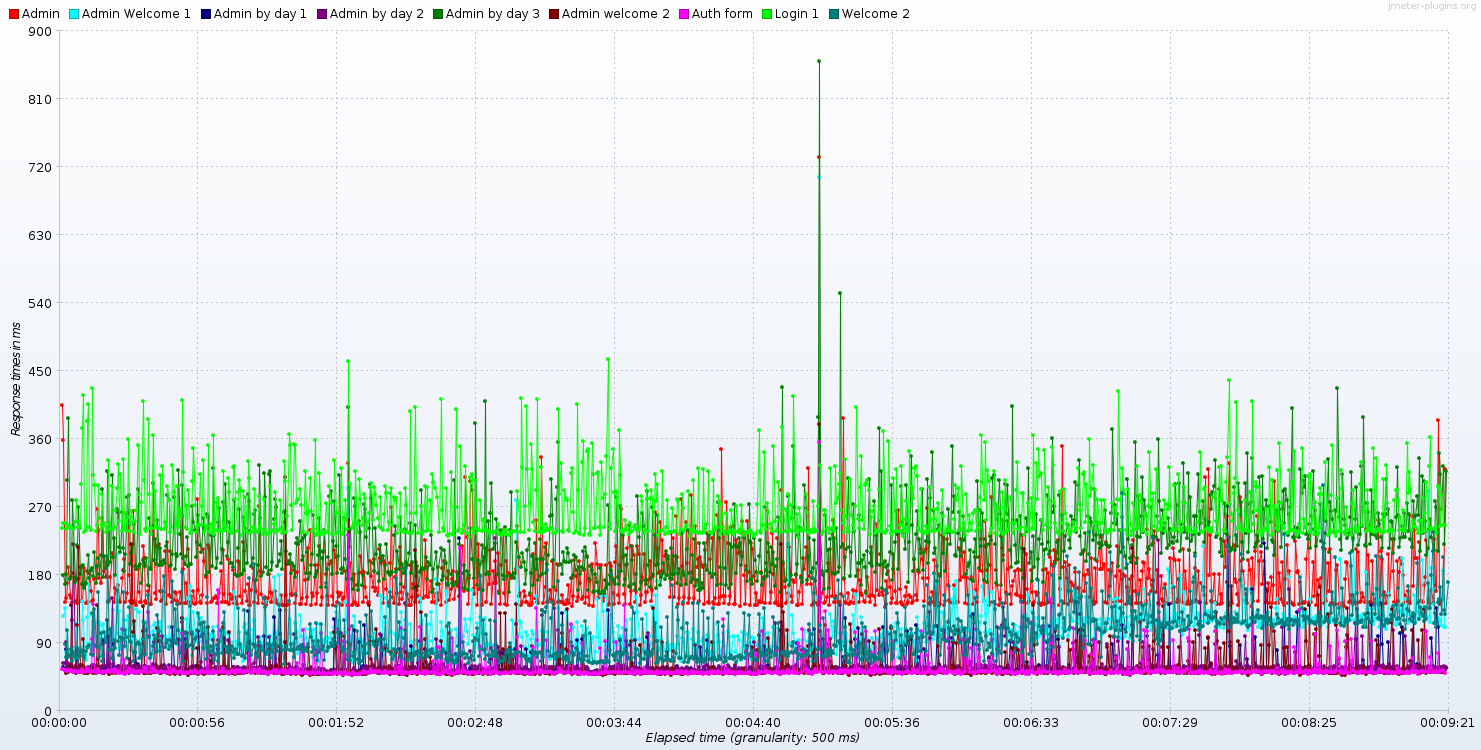 Admin Admin Welcome 1 Admin by day 1 Admin by day 2 Admin by day 3 Admin welcome 2 Auth form Login 1 Welcome 2
jmeter-plugins.org
900
810
720
630
540
450
360
270
180
90
0
Response times in ms
00:00:00 00:00:56 00:01:52 00:02:48 00:03:44 00:04:40 00:05:36 00:06:33 00:07:29 00:08:25 00:09:21
Elapsed time (granularity: 500 ms)